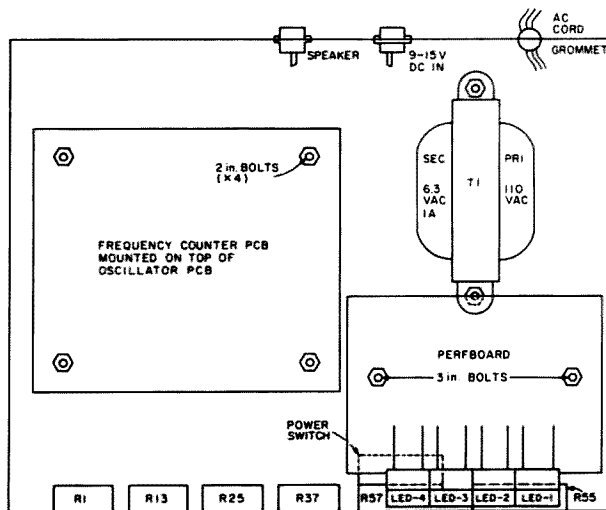 AC
CORD
GROMMET
SPEAKER
9-15V
DC IN
2 in. BOLTS
(×4)
SEC
PRI
T1
6.3
VAC
1A
110
VAC
FREQUENCY COUNTER PCB
MOUNTED ON TOP OF
OSCILLATOR PCB
PERFBOARD
3 in. BOLTS
POWER
SWITCH
R1
R13
R25
R37
R57
LED-4
LED-3
LED-2
LED-1
R55